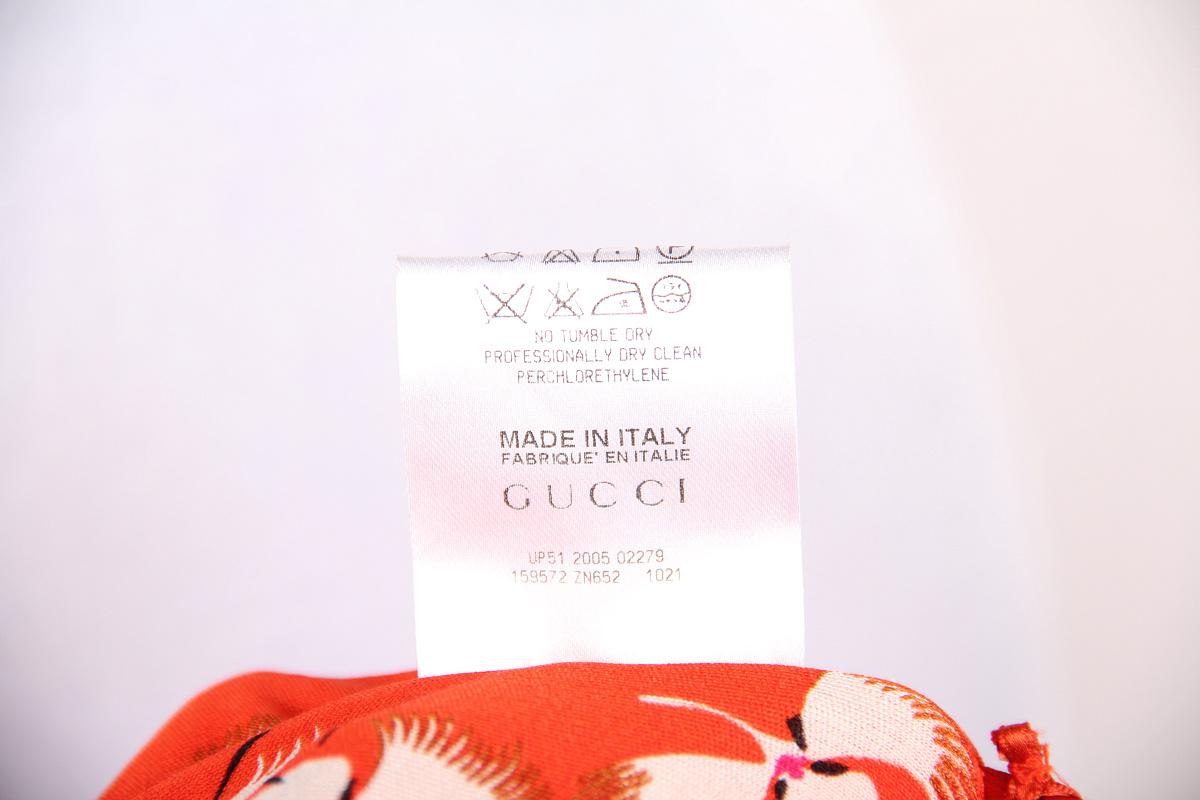 NO TUMBLE DRY
PROFESSIONALLY DRY CLEAN
PERCHLORETHYLENE
MADE IN ITALY
FABRIQUE' EN ITALIE
GUCCI
UP51 2005 02279
159572 ZN652 1021